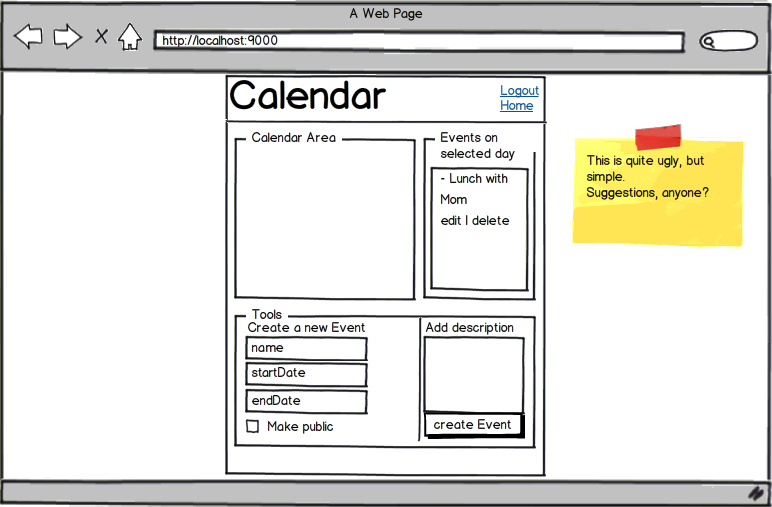 A Web Page
http://localhost:9000
Calendar
Logout
Home
Calendar Area
Events on
selected day
- Lunch with
Mom
edit | delete
This is quite ugly, but
simple.
Suggestions, anyone?
Tools
Create a new Event
name
startDate
endDate
Make public
Add description
create Event